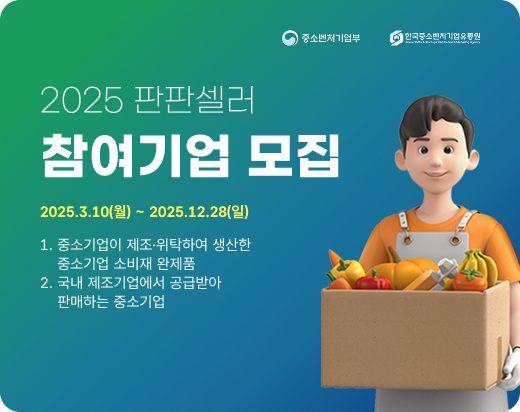 중소벤처기업부
한국중소벤처기업유통원
2025 판판셀러
참여기업 모집
2025.3.10(월) ~ 2025.12.28(일)
1. 중소기업이 제조·위탁하여 생산한
중소기업 소비재 완제품
2. 국내 제조기업에서 공급받아
판매하는 중소기업